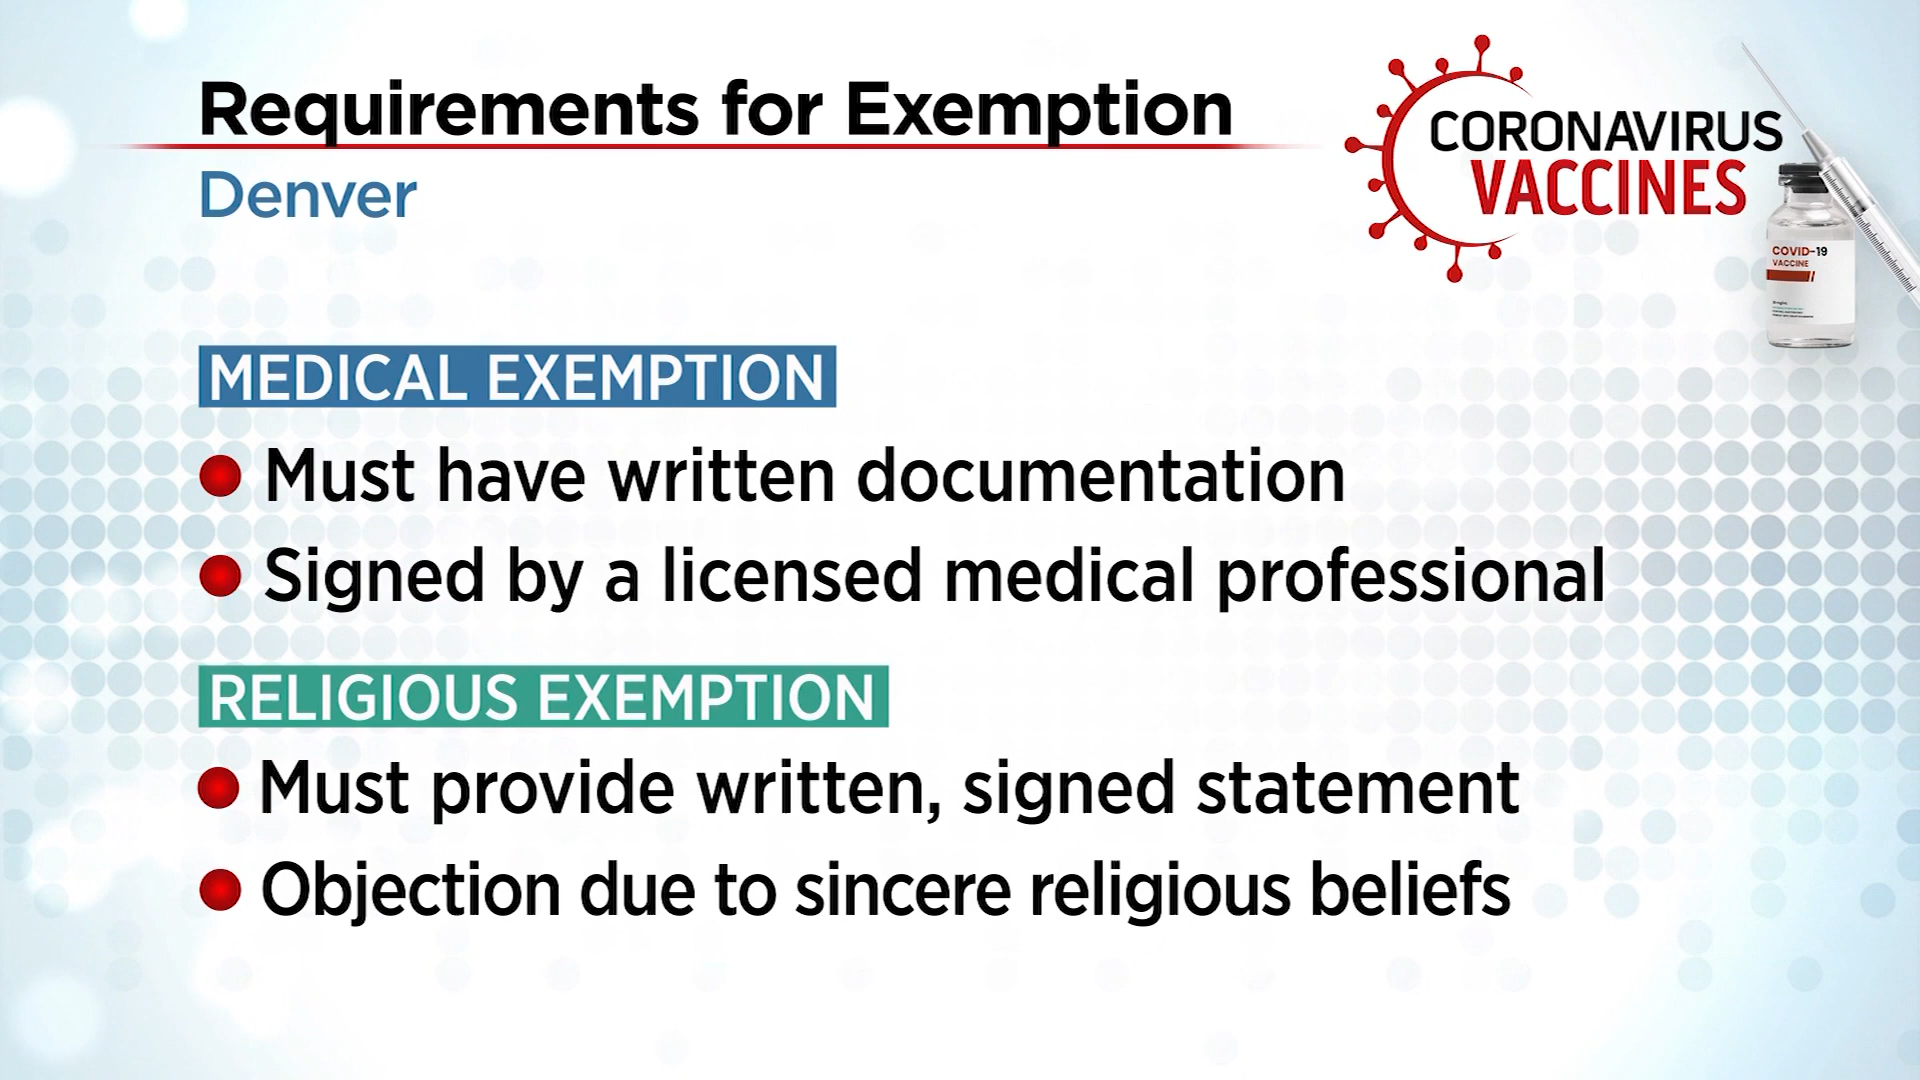 Requirements for Exemption
Denver
CORONAVIRUS
VACCINES
COVID-19
VACCINE
MEDICAL EXEMPTION
Must have written documentation
Signed by a licensed medical professional
RELIGIOUS EXEMPTION
Must provide written, signed statement
Objection due to sincere religious beliefs